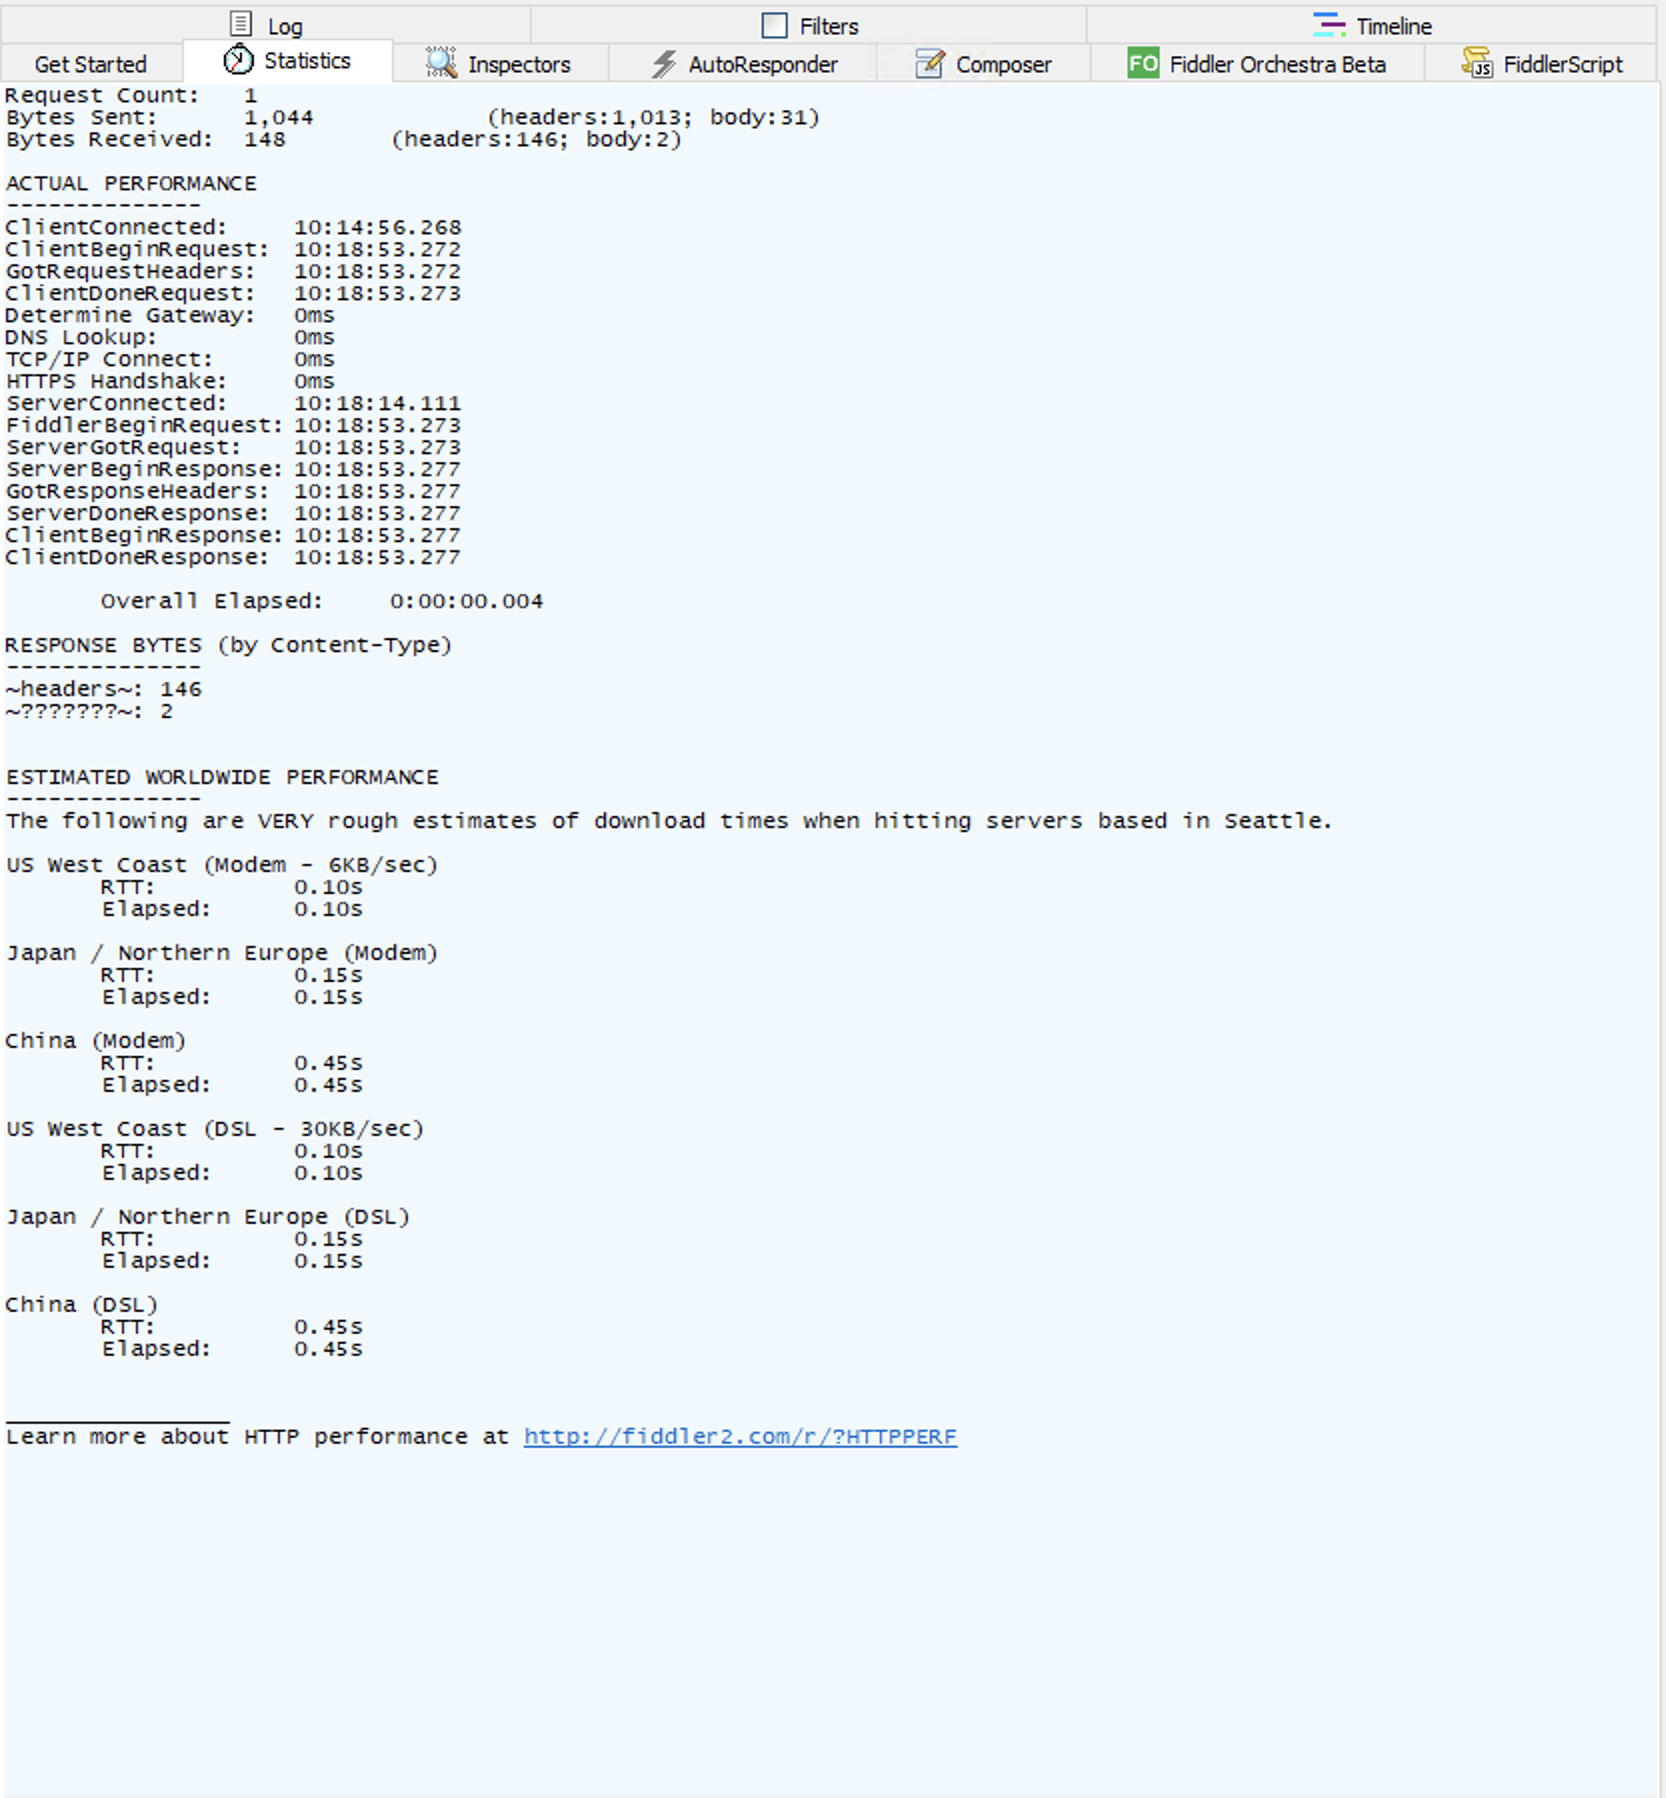 Log Filters Timeline
Get Started Statistics Inspectors AutoResponder Composer FO Fiddler Orchestra Beta JS FiddlerScript
Request Count: 1
Bytes Sent: 1,044 (headers:1,013; body:31)
Bytes Received: 148 (headers:146; body:2)
ACTUAL PERFORMANCE
--------------
ClientConnected: 10:14:56.268
ClientBeginRequest: 10:18:53.272
GotRequestHeaders: 10:18:53.272
ClientDoneRequest: 10:18:53.273
Determine Gateway: 0ms
DNS Lookup: 0ms
TCP/IP Connect: 0ms
HTTPS Handshake: 0ms
ServerConnected: 10:18:14.111
FiddlerBeginRequest: 10:18:53.273
ServerGotRequest: 10:18:53.273
ServerBeginResponse: 10:18:53.277
GotResponseHeaders: 10:18:53.277
ServerDoneResponse: 10:18:53.277
ClientBeginResponse: 10:18:53.277
ClientDoneResponse: 10:18:53.277
Overall Elapsed: 0:00:00.004
RESPONSE BYTES (by Content-Type)
--------------
~headers~: 146
~???????~: 2
ESTIMATED WORLDWIDE PERFORMANCE
--------------
The following are VERY rough estimates of download times when hitting servers based in Seattle.
US West Coast (Modem - 6KB/sec)
RTT: 0.10s
Elapsed: 0.10s
Japan / Northern Europe (Modem)
RTT: 0.15s
Elapsed: 0.15s
China (Modem)
RTT: 0.45s
Elapsed: 0.45s
US West Coast (DSL - 30KB/sec)
RTT: 0.10s
Elapsed: 0.10s
Japan / Northern Europe (DSL)
RTT: 0.15s
Elapsed: 0.15s
China (DSL)
RTT: 0.45s
Elapsed: 0.45s
________________
Learn more about HTTP performance at http://fiddler2.com/r/?HTTPPERF